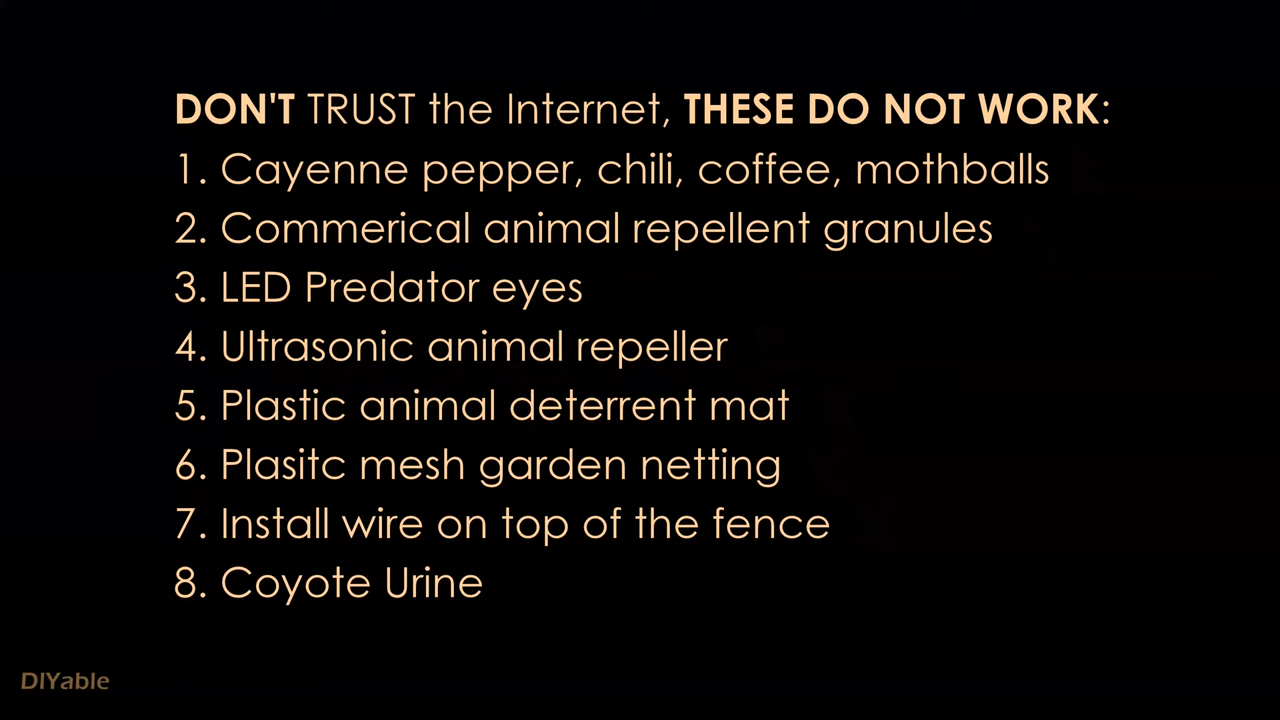 DON'T TRUST the Internet, THESE DO NOT WORK:
1. Cayenne pepper, chili, coffee, mothballs
2. Commerical animal repellent granules
3. LED Predator eyes
4. Ultrasonic animal repeller
5. Plastic animal deterrent mat
6. Plasitc mesh garden netting
7. Install wire on top of the fence
8. Coyote Urine
DIYable